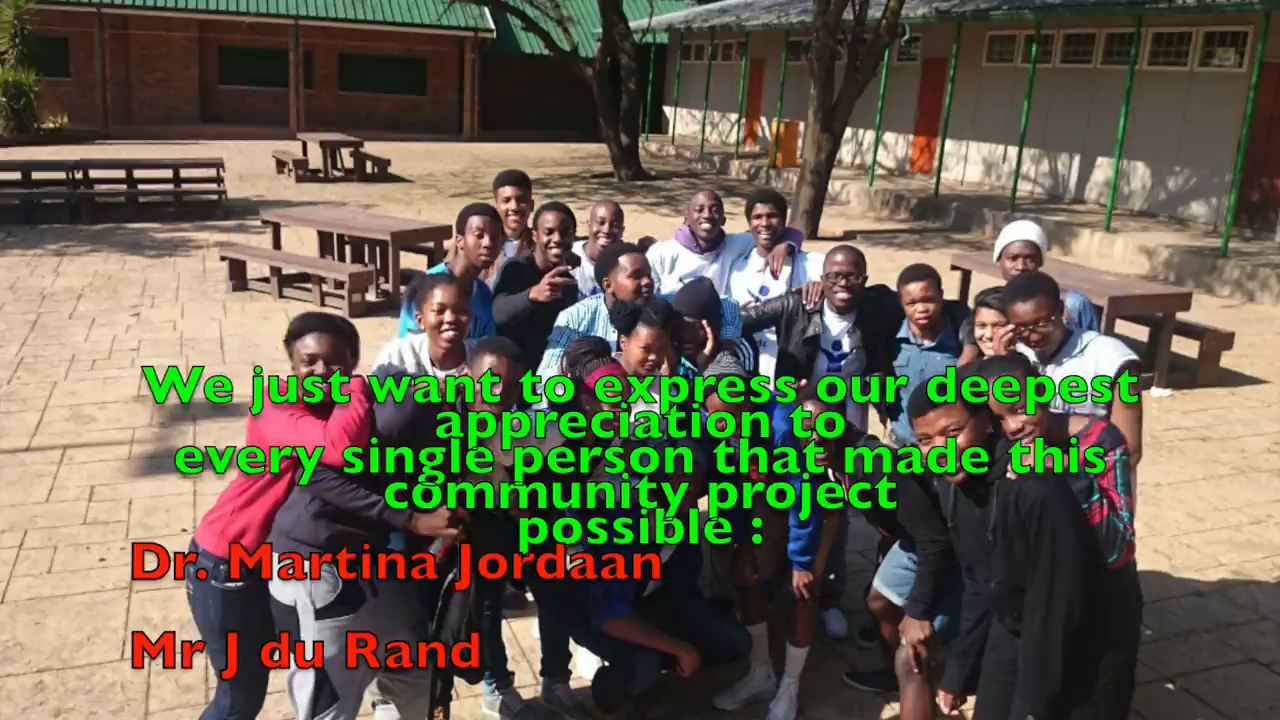 We just want to express our deepest
appreciation to
every single person that made this
community project
possible :
Dr. Martina Jordaan
Mr J du Rand